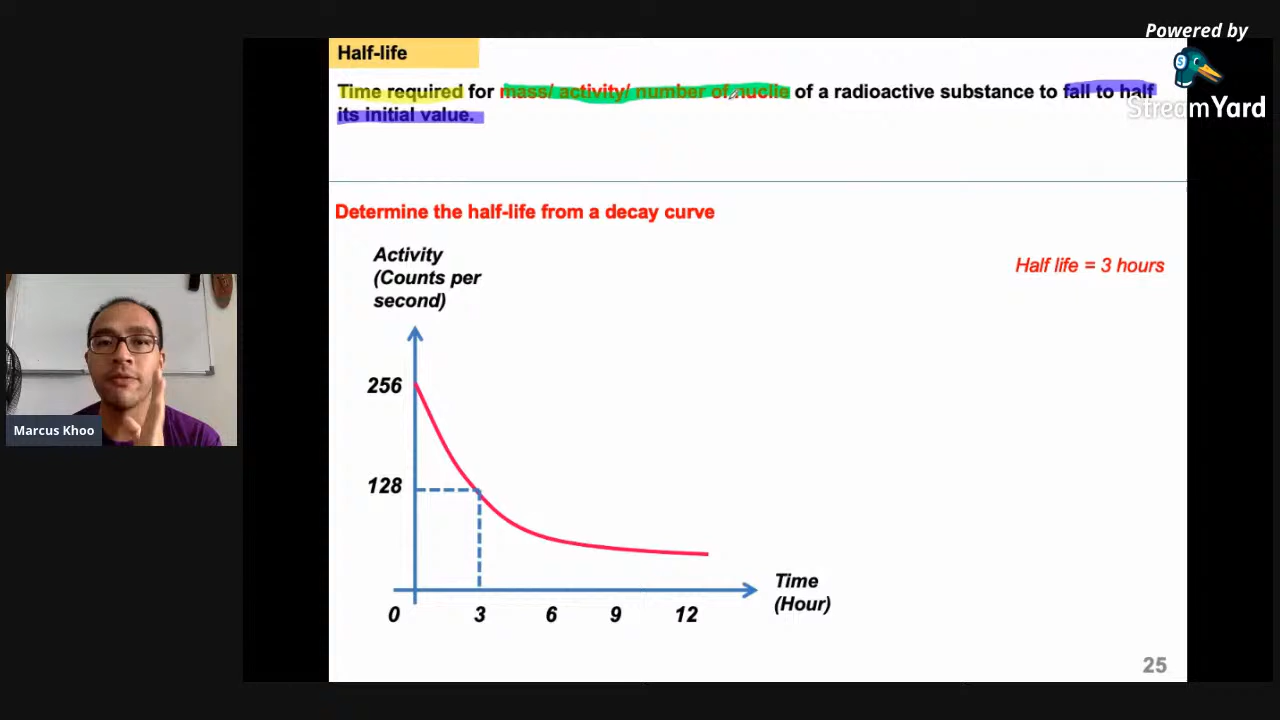 Powered by
StreamYard
Half-life
Time required for mass/ activity/ number of nuclie of a radioactive substance to fall to half
its initial value.
Determine the half-life from a decay curve
Activity
(Counts per
second)
Half life = 3 hours
256
128
Marcus Khoo
Time
(Hour)
0 3 6 9 12
25